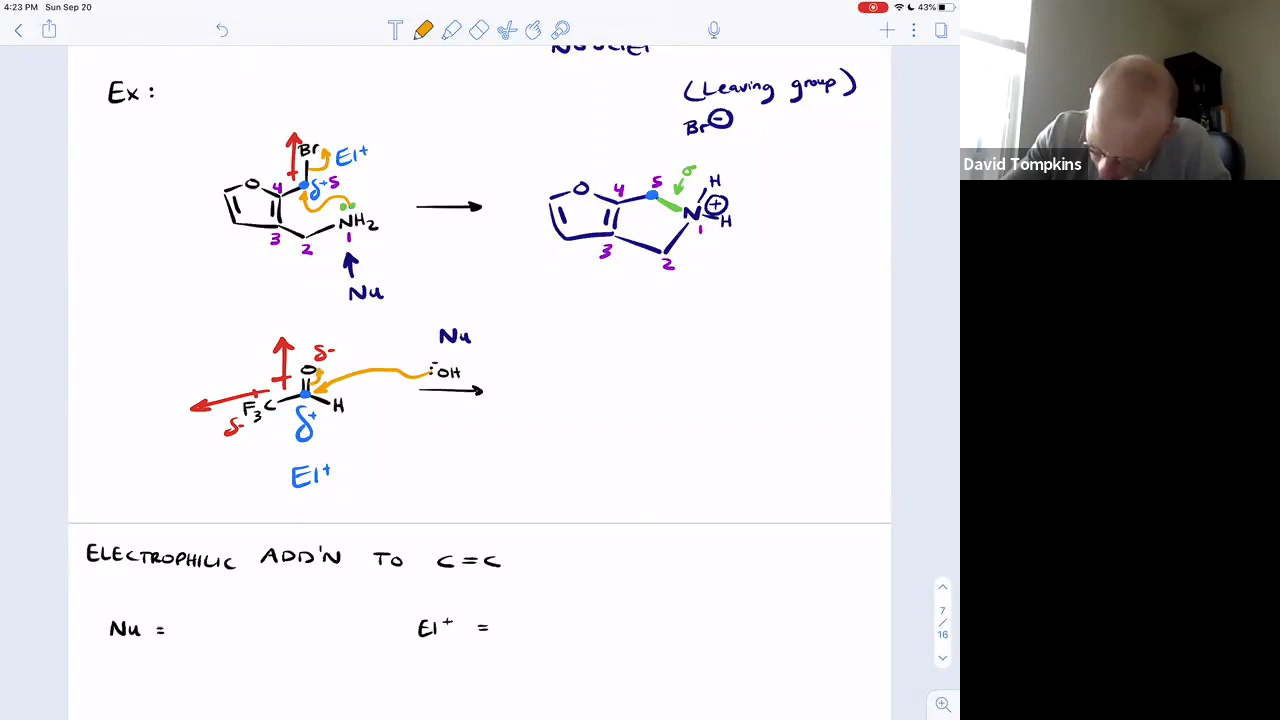 4:23 PM Sun Sep 20
43%
Ex :
(Leaving group)
Br⊖
Br
El+
O
4
δ+
5
NH2
3
2
1
Nu
σ
O
4
5
H
N
⊕
H
1
3
2
Nu
δ-
O
:-OH
F3C
H
δ-
δ+
El+
ELECTROPHILIC ADD'N TO C=C
Nu =
El+ =
7
/
16
David Tompkins